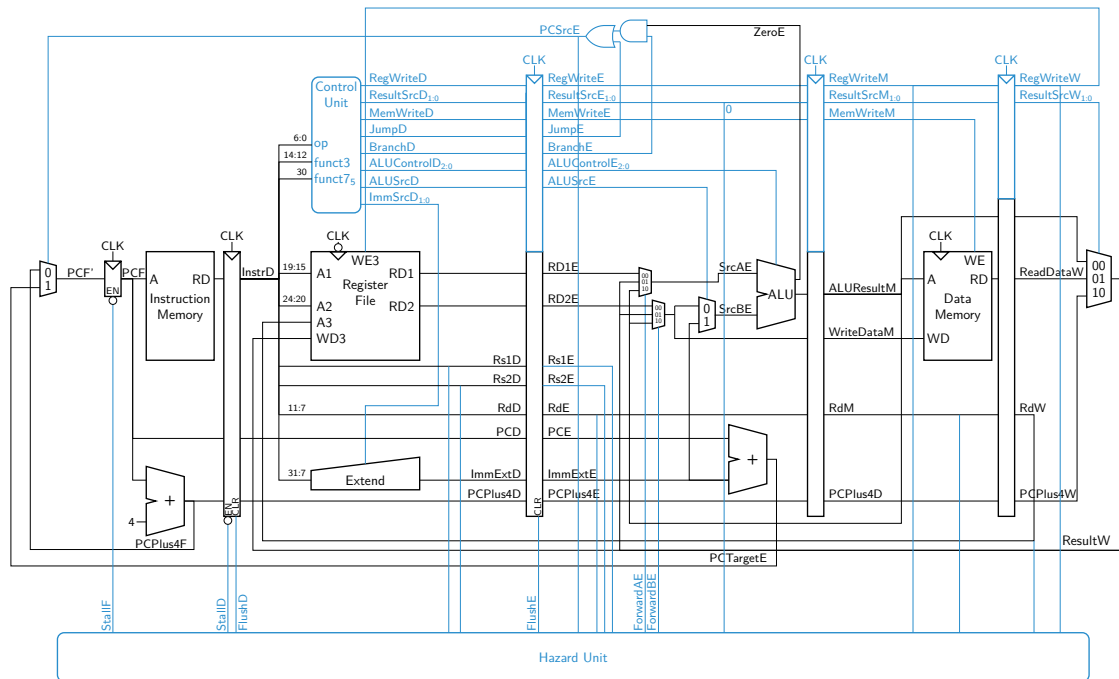 PCSrcE
ZeroE
CLK
CLK
CLK
Control
Unit
op
funct3
funct7₅
6:0
14:12
30
RegWriteD
ResultSrcD₁:₀
MemWriteD
JumpD
BranchD
ALUControlD₂:₀
ALUSrcD
ImmSrcD₁:₀
RegWriteE
ResultSrcE₁:₀
MemWriteE
JumpE
BranchE
ALUControlE₂:₀
ALUSrcE
0
RegWriteM
ResultSrcM₁:₀
MemWriteM
RegWriteW
ResultSrcW₁:₀
CLK
CLK
CLK
CLK
0
1
PCF'
PCF
EN
A
RD
Instruction
Memory
InstrD
19:15
24:20
A1
A2
A3
WD3
WE3
RD1
RD2
Register
File
RD1E
RD2E
00
01
10
00
01
10
SrcAE
0
1
SrcBE
ALU
ALUResultM
WriteDataM
A
RD
WE
WD
Data
Memory
ReadDataW
00
01
10
Rs1D
Rs1E
Rs2D
Rs2E
11:7
RdD
RdE
RdM
RdW
PCD
PCE
31:7
Extend
ImmExtD
ImmExtE
+
PCPlus4D
PCPlus4E
PCPlus4D
PCPlus4W
+
4
PCPlus4F
EN
CLR
CLR
ResultW
PCTargetE
StallF
StallD
FlushD
FlushE
ForwardAE
ForwardBE
Hazard Unit